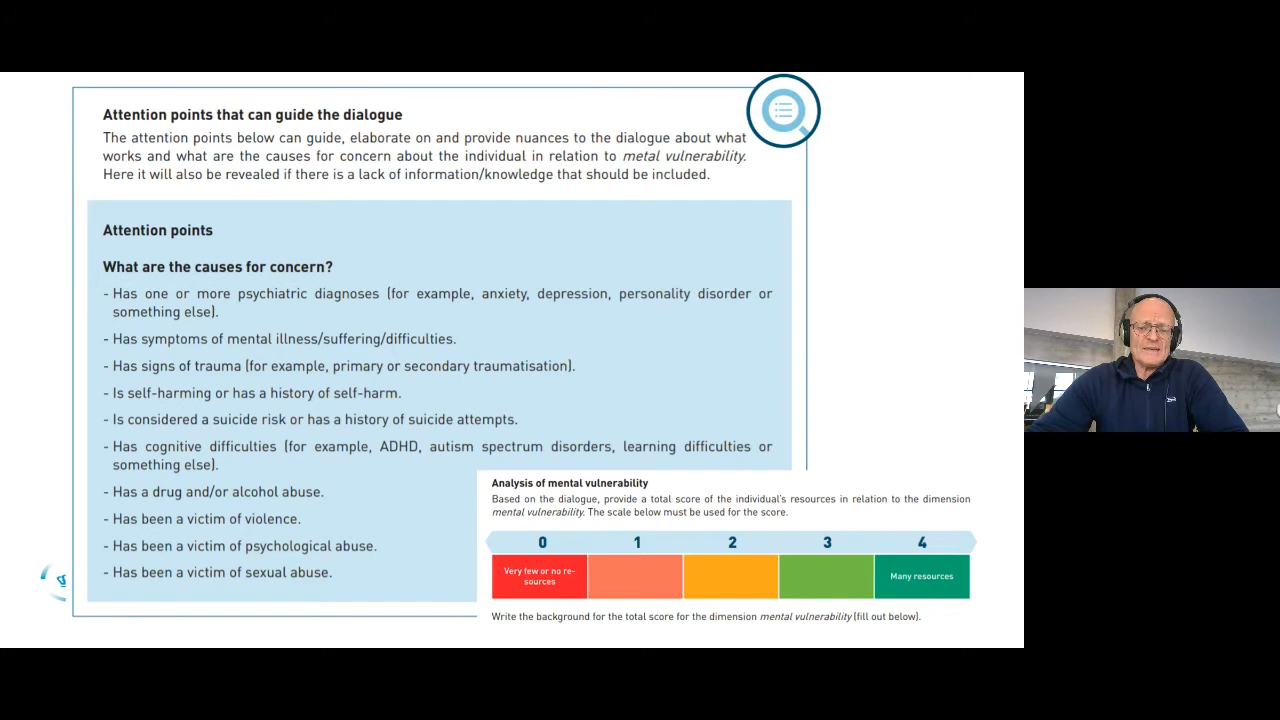 Attention points that can guide the dialogue
The attention points below can guide, elaborate on and provide nuances to the dialogue about what
works and what are the causes for concern about the individual in relation to metal vulnerability.
Here it will also be revealed if there is a lack of information/knowledge that should be included.
Attention points
What are the causes for concern?
- Has one or more psychiatric diagnoses (for example, anxiety, depression, personality disorder or
something else).
- Has symptoms of mental illness/suffering/difficulties.
- Has signs of trauma (for example, primary or secondary traumatisation).
- Is self-harming or has a history of self-harm.
- Is considered a suicide risk or has a history of suicide attempts.
- Has cognitive difficulties (for example, ADHD, autism spectrum disorders, learning difficulties or
something else).
- Has a drug and/or alcohol abuse.
- Has been a victim of violence.
- Has been a victim of psychological abuse.
- Has been a victim of sexual abuse.
Analysis of mental vulnerability
Based on the dialogue, provide a total score of the individual's resources in relation to the dimension
mental vulnerability. The scale below must be used for the score.
0 1 2 3 4
Very few or no re-
sources
Many resources
Write the background for the total score for the dimension mental vulnerability (fill out below).